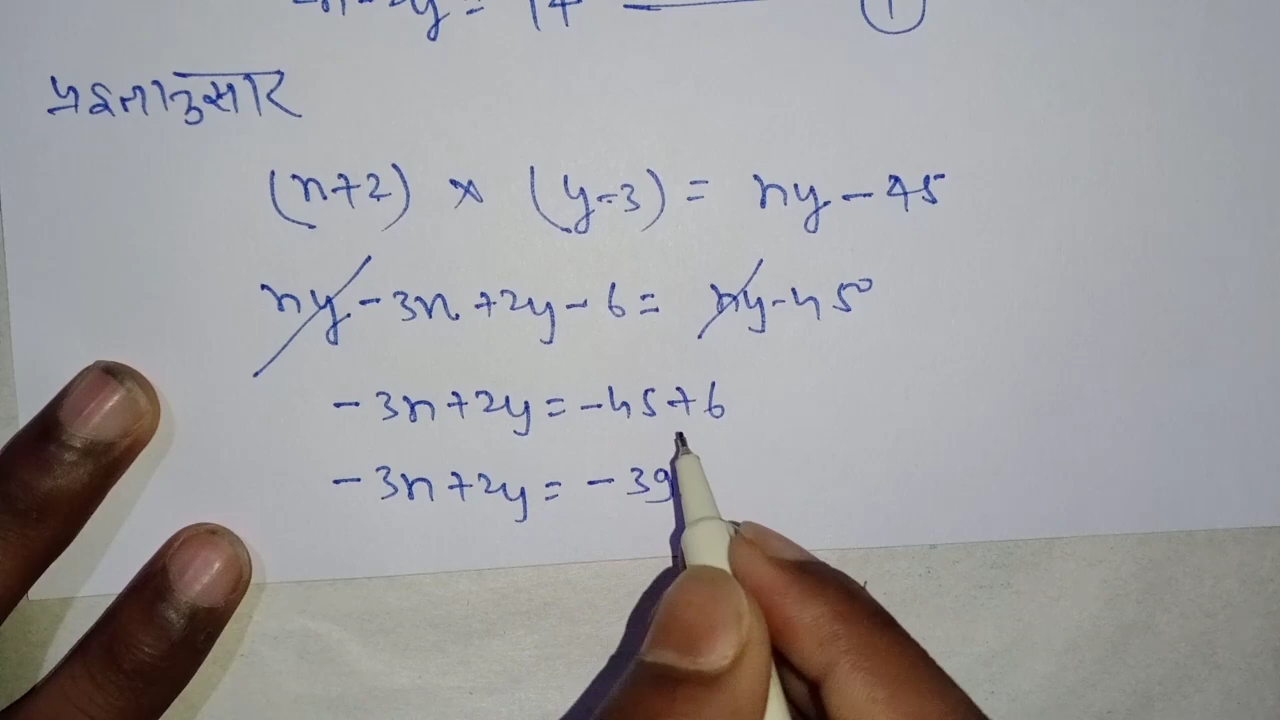 प्रश्नानुसार
(x+2) × (y-3) = xy - 45
xy - 3x + 2y - 6 = xy - 45
- 3x + 2y = - 45 + 6
- 3x + 2y = - 39